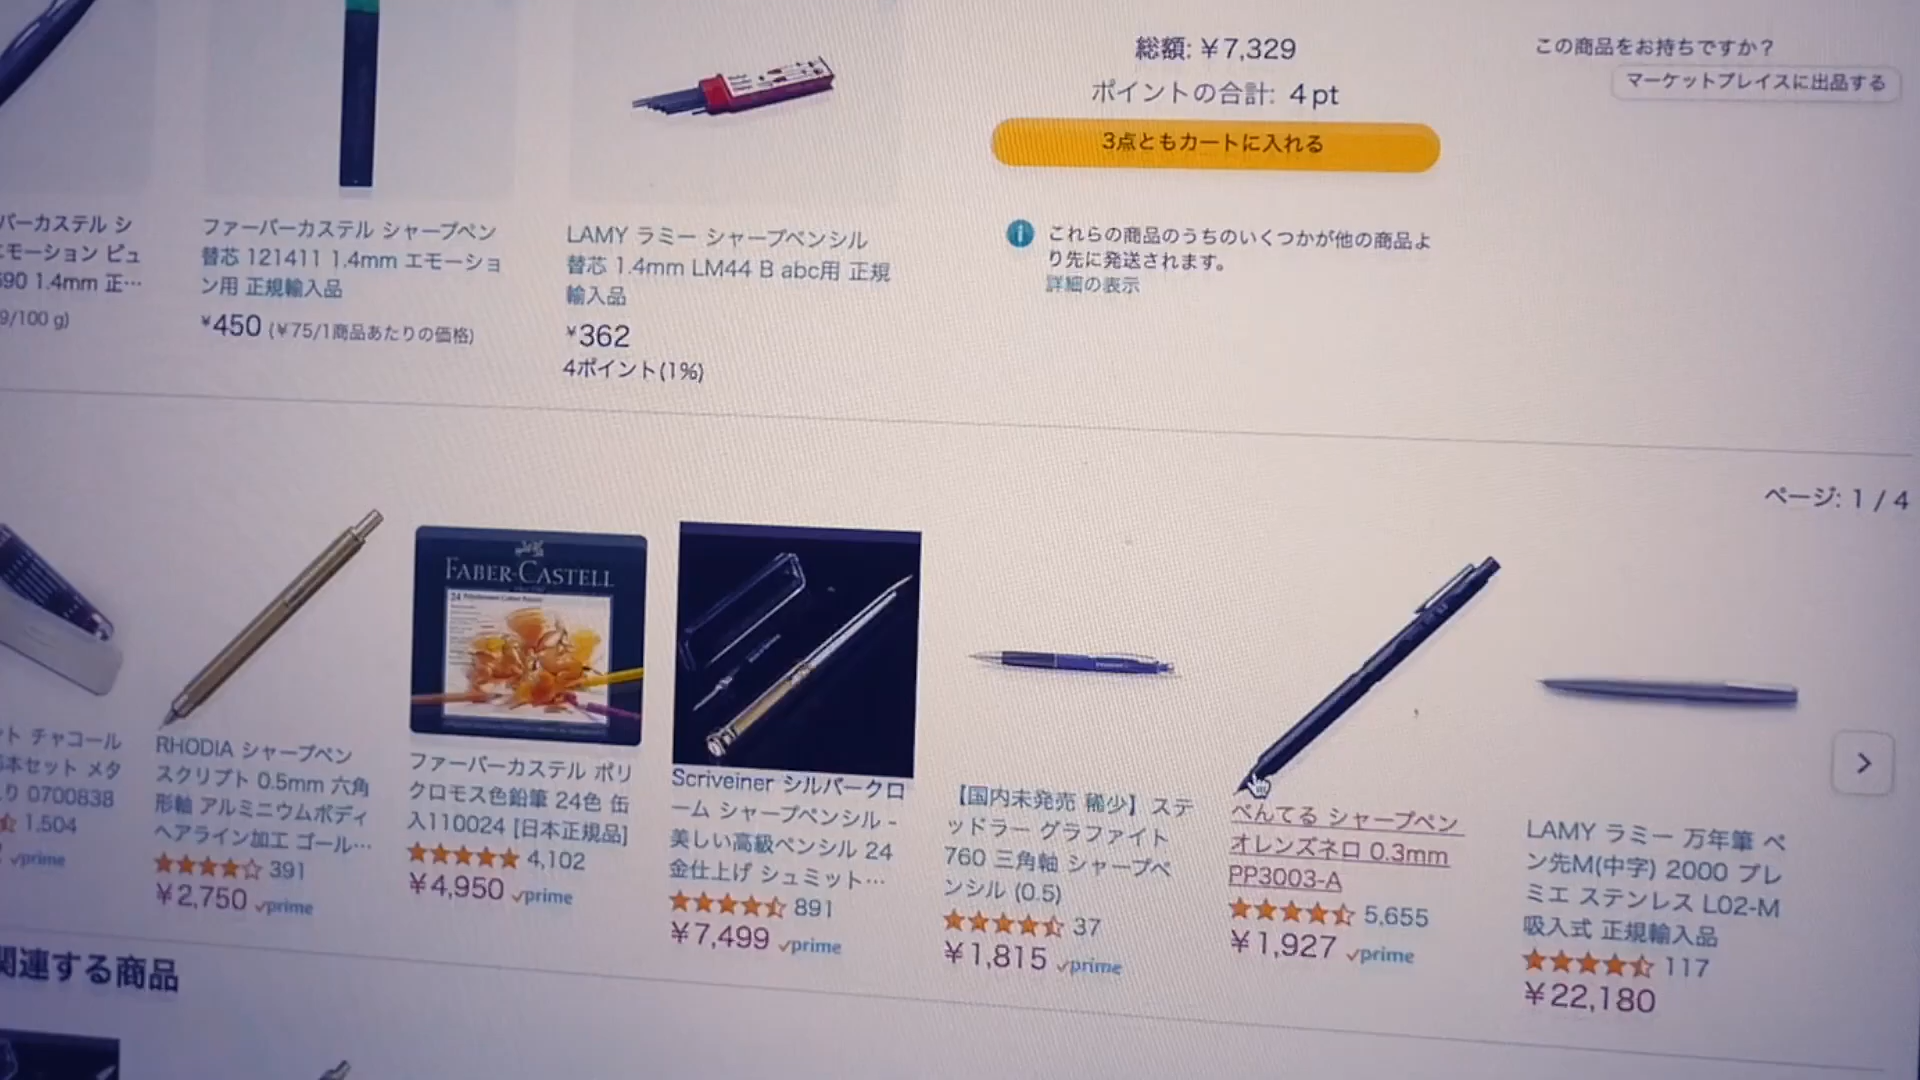 総額: ¥7,329
ポイントの合計: 4pt
3点ともカートに入れる
この商品をお持ちですか？
マーケットプレイスに出品する
バーカステル シ
エモーション ピュ
1.4mm 正…
9/100 g)
ファーバーカステル シャープペン
替芯 121411 1.4mm エモーショ
ン用 正規輸入品
¥450 (¥75/1商品あたりの価格)
LAMY ラミー シャープペンシル
替芯 1.4mm LM44 B abc用 正規
輸入品
¥362
4ポイント(1%)
これらの商品のうちのいくつかが他の商品よ
り先に発送されます。
詳細の表示
ページ: 1 / 4
ト チャコール
本セット メタ
り 0700838
1,504
prime
RHODIA シャープペン
スクリプト 0.5mm 六角
形軸 アルミニウムボディ
ヘアライン加工 ゴール…
391
¥2,750 prime
FABER-CASTELL
ファーバーカステル ポリ
クロモス色鉛筆 24色 缶
入110024 [日本正規品]
4,102
¥4,950 prime
Scriveiner シルバークロ
ーム シャープペンシル -
美しい高級ペンシル 24
金仕上げ シュミット…
891
¥7,499 prime
【国内未発売 稀少】ステ
ッドラー グラファイト
760 三角軸 シャープペ
ンシル (0.5)
37
¥1,815 prime
ぺんてる シャープペン
オレンズネロ 0.3mm
PP3003-A
5,655
¥1,927 prime
LAMY ラミー 万年筆 ペ
ン先M(中字) 2000 プレ
ミエ ステンレス L02-M
吸入式 正規輸入品
117
¥22,180
関連する商品